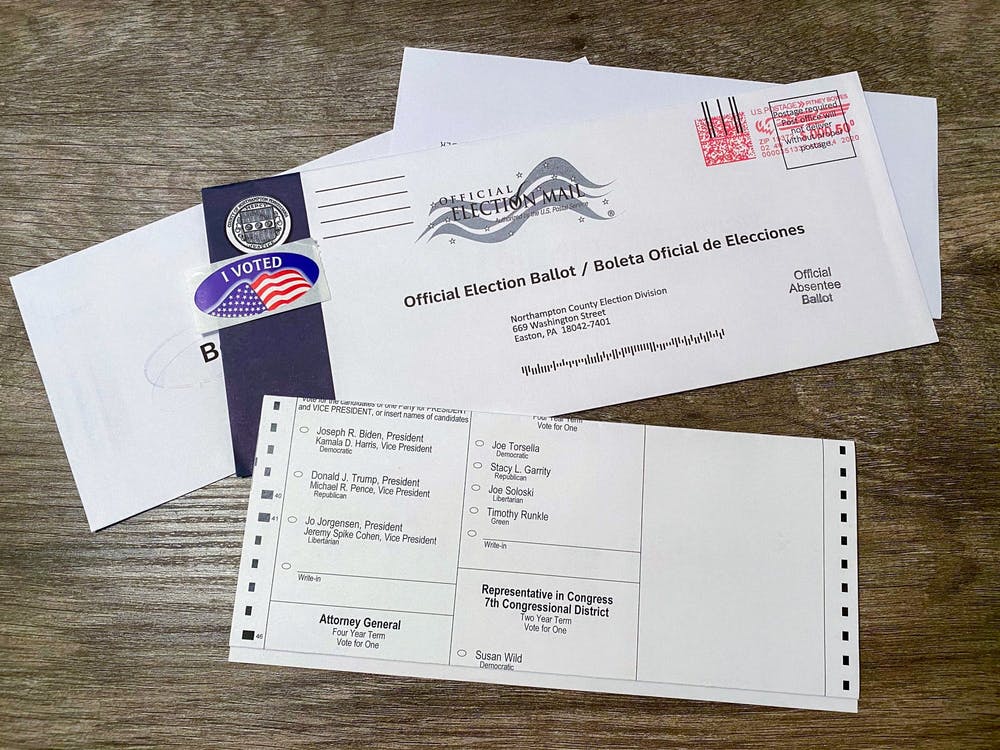 U.S. POSTAGE PITNEY BOWES
Postage required
Post office will
not deliver
without proper
postage.
OFFICIAL
ELECTION MAIL
Authorized by the U.S. Postal Service
®
Official Election Ballot / Boleta Oficial de Elecciones
Northampton County Election Division
669 Washington Street
Easton, PA 18042-7401
Official
Absentee
Ballot
I VOTED
B
Vote for the candidates of one Party for PRESIDENT
and VICE PRESIDENT, or insert names of candidates
Joseph R. Biden, President
Kamala D. Harris, Vice President
Democratic
Donald J. Trump, President
Michael R. Pence, Vice President
Republican
40
41
Jo Jorgensen, President
Jeremy Spike Cohen, Vice President
Libertarian
Write-in
Attorney General
Four Year Term
Vote for One
46
Four Year Term
Vote for One
Joe Torsella
Democratic
Stacy L. Garrity
Republican
Joe Soloski
Libertarian
Timothy Runkle
Green
Write-in
Representative in Congress
7th Congressional District
Two Year Term
Vote for One
Susan Wild
Democratic